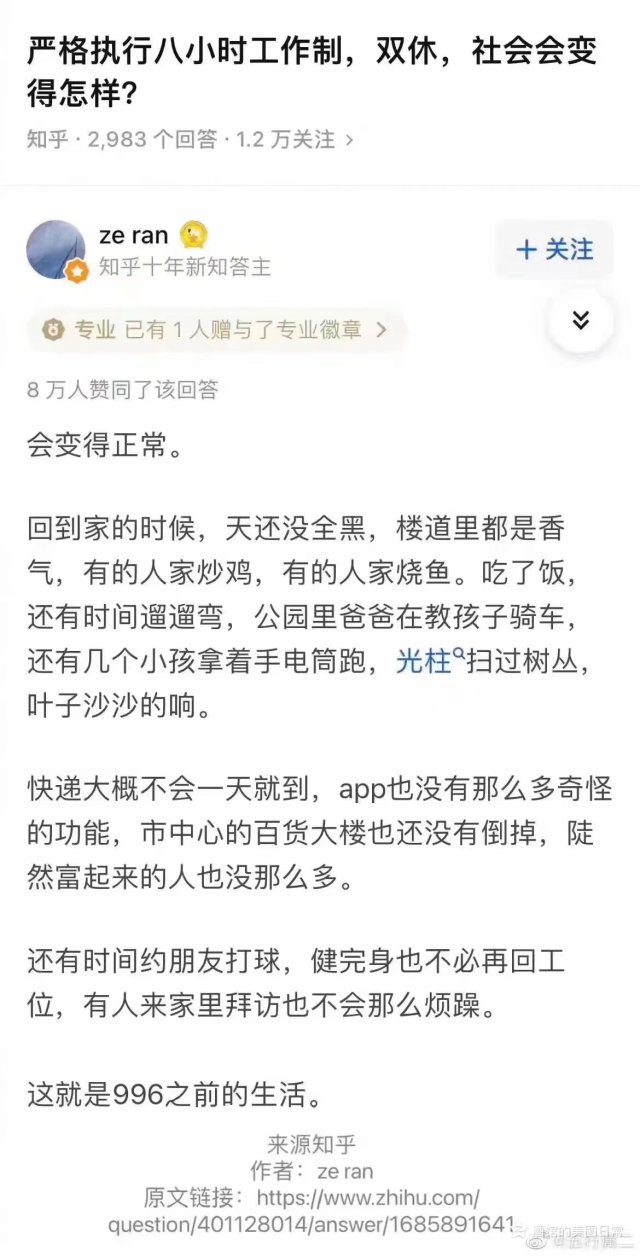 严格执行八小时工作制，双休，社会会变
得怎样？
知乎 · 2,983 个回答 · 1.2 万关注 >
ze ran
知乎十年新知答主
+ 关注
专业 已有 1 人赠与了专业徽章 >
8 万人赞同了该回答
会变得正常。
回到家的时候，天还没全黑，楼道里都是香
气，有的人家炒鸡，有的人家烧鱼。吃了饭，
还有时间遛遛弯，公园里爸爸在教孩子骑车，
还有几个小孩拿着手电筒跑，光柱扫过树丛，
叶子沙沙的响。
快递大概不会一天就到，app也没有那么多奇怪
的功能，市中心的百货大楼也还没有倒掉，陡
然富起来的人也没那么多。
还有时间约朋友打球，健完身也不必再回工
位，有人来家里拜访也不会那么烦躁。
这就是996之前的生活。
来源知乎
作者：ze ran
原文链接：https://www.zhihu.com/
question/401128014/answer/1685891641